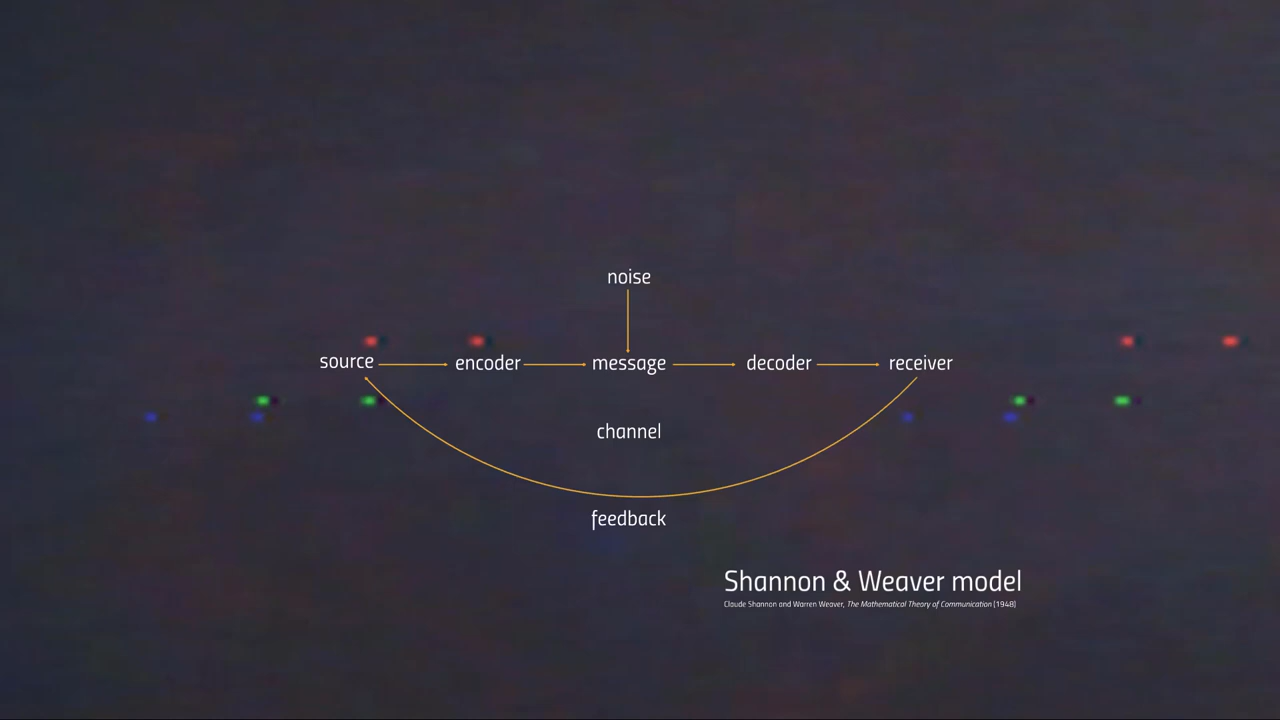 noise
source encoder message decoder receiver
channel
feedback
Shannon & Weaver model
Claude Shannon and Warren Weaver, The Mathematical Theory of Communication [1948]